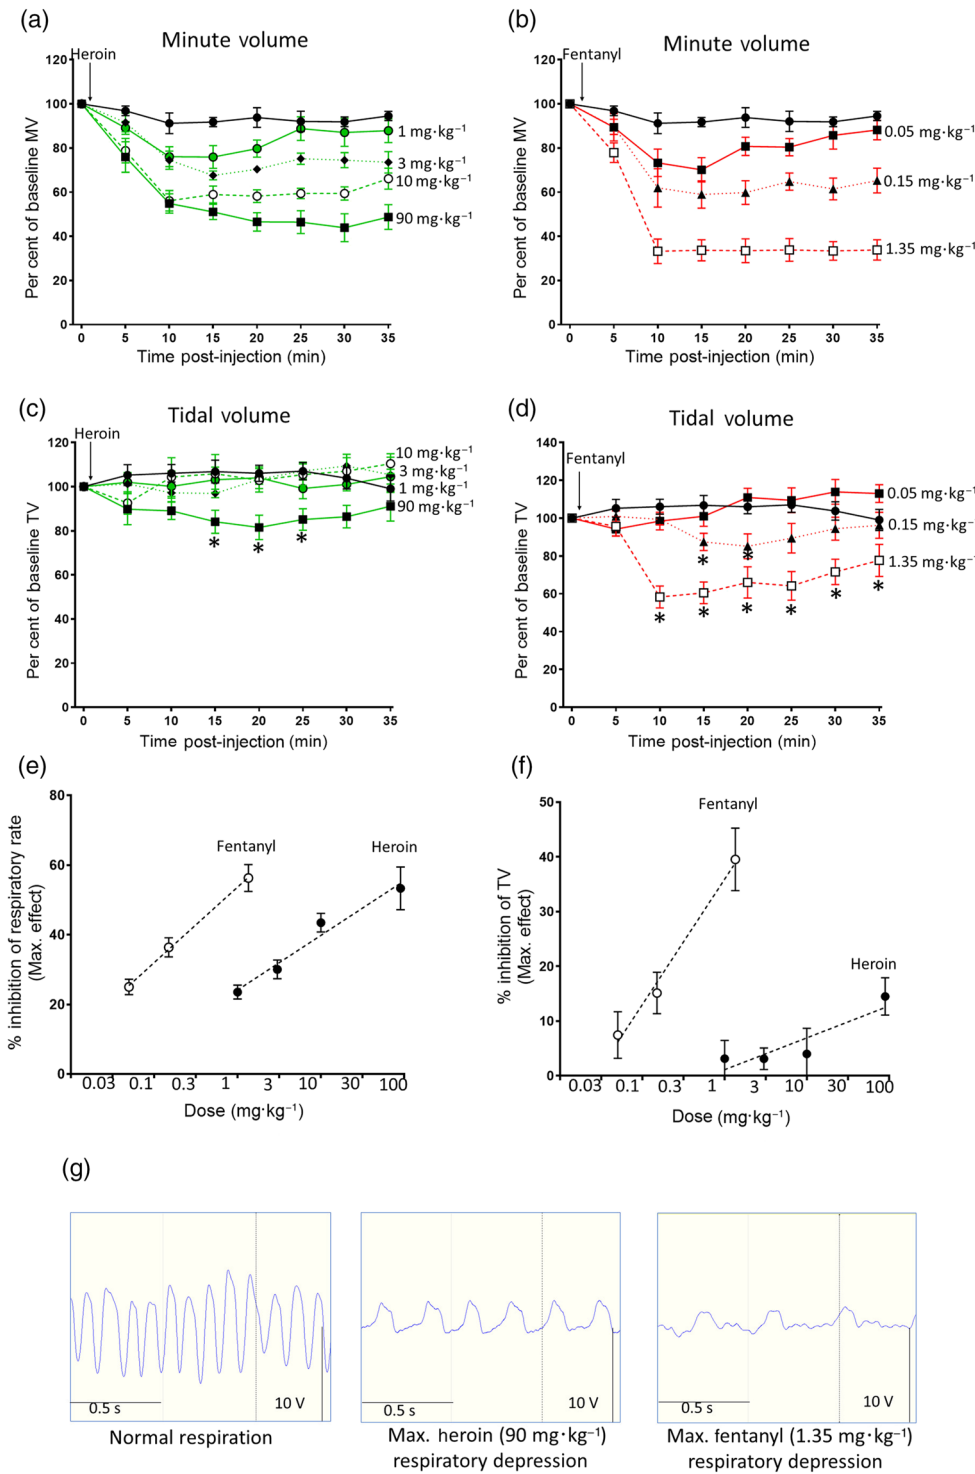 (a)
Minute volume
Heroin
Per cent of baseline MV
120
100
80
60
40
20
0
1 mg·kg⁻¹
3 mg·kg⁻¹
10 mg·kg⁻¹
90 mg·kg⁻¹
0 5 10 15 20 25 30 35
Time post-injection (min)
(b)
Minute volume
Fentanyl
Per cent of baseline MV
120
100
80
60
40
20
0
0.05 mg·kg⁻¹
0.15 mg·kg⁻¹
1.35 mg·kg⁻¹
0 5 10 15 20 25 30 35
Time post-injection (min)
(c)
Tidal volume
Heroin
Per cent of baseline TV
120
100
80
60
40
20
0
10 mg·kg⁻¹
3 mg·kg⁻¹
1 mg·kg⁻¹
90 mg·kg⁻¹
* * *
0 5 10 15 20 25 30 35
Time post-injection (min)
(d)
Tidal volume
Fentanyl
Per cent of baseline TV
140
120
100
80
60
40
20
0
0.05 mg·kg⁻¹
0.15 mg·kg⁻¹
1.35 mg·kg⁻¹
* *
* * * * * *
0 5 10 15 20 25 30 35
Time post-injection (min)
(e)
% inhibition of respiratory rate
(Max. effect)
80
60
40
20
0
Fentanyl
Heroin
0.03 0.1 0.3 1 3 10 30 100
Dose (mg·kg⁻¹)
(f)
% inhibition of TV
(Max. effect)
50
40
30
20
10
0
Fentanyl
Heroin
0.03 0.1 0.3 1 3 10 30 100
Dose (mg·kg⁻¹)
(g)
0.5 s
10 V
Normal respiration
0.5 s
10 V
Max. heroin (90 mg·kg⁻¹)
respiratory depression
0.5 s
10 V
Max. fentanyl (1.35 mg·kg⁻¹)
respiratory depression